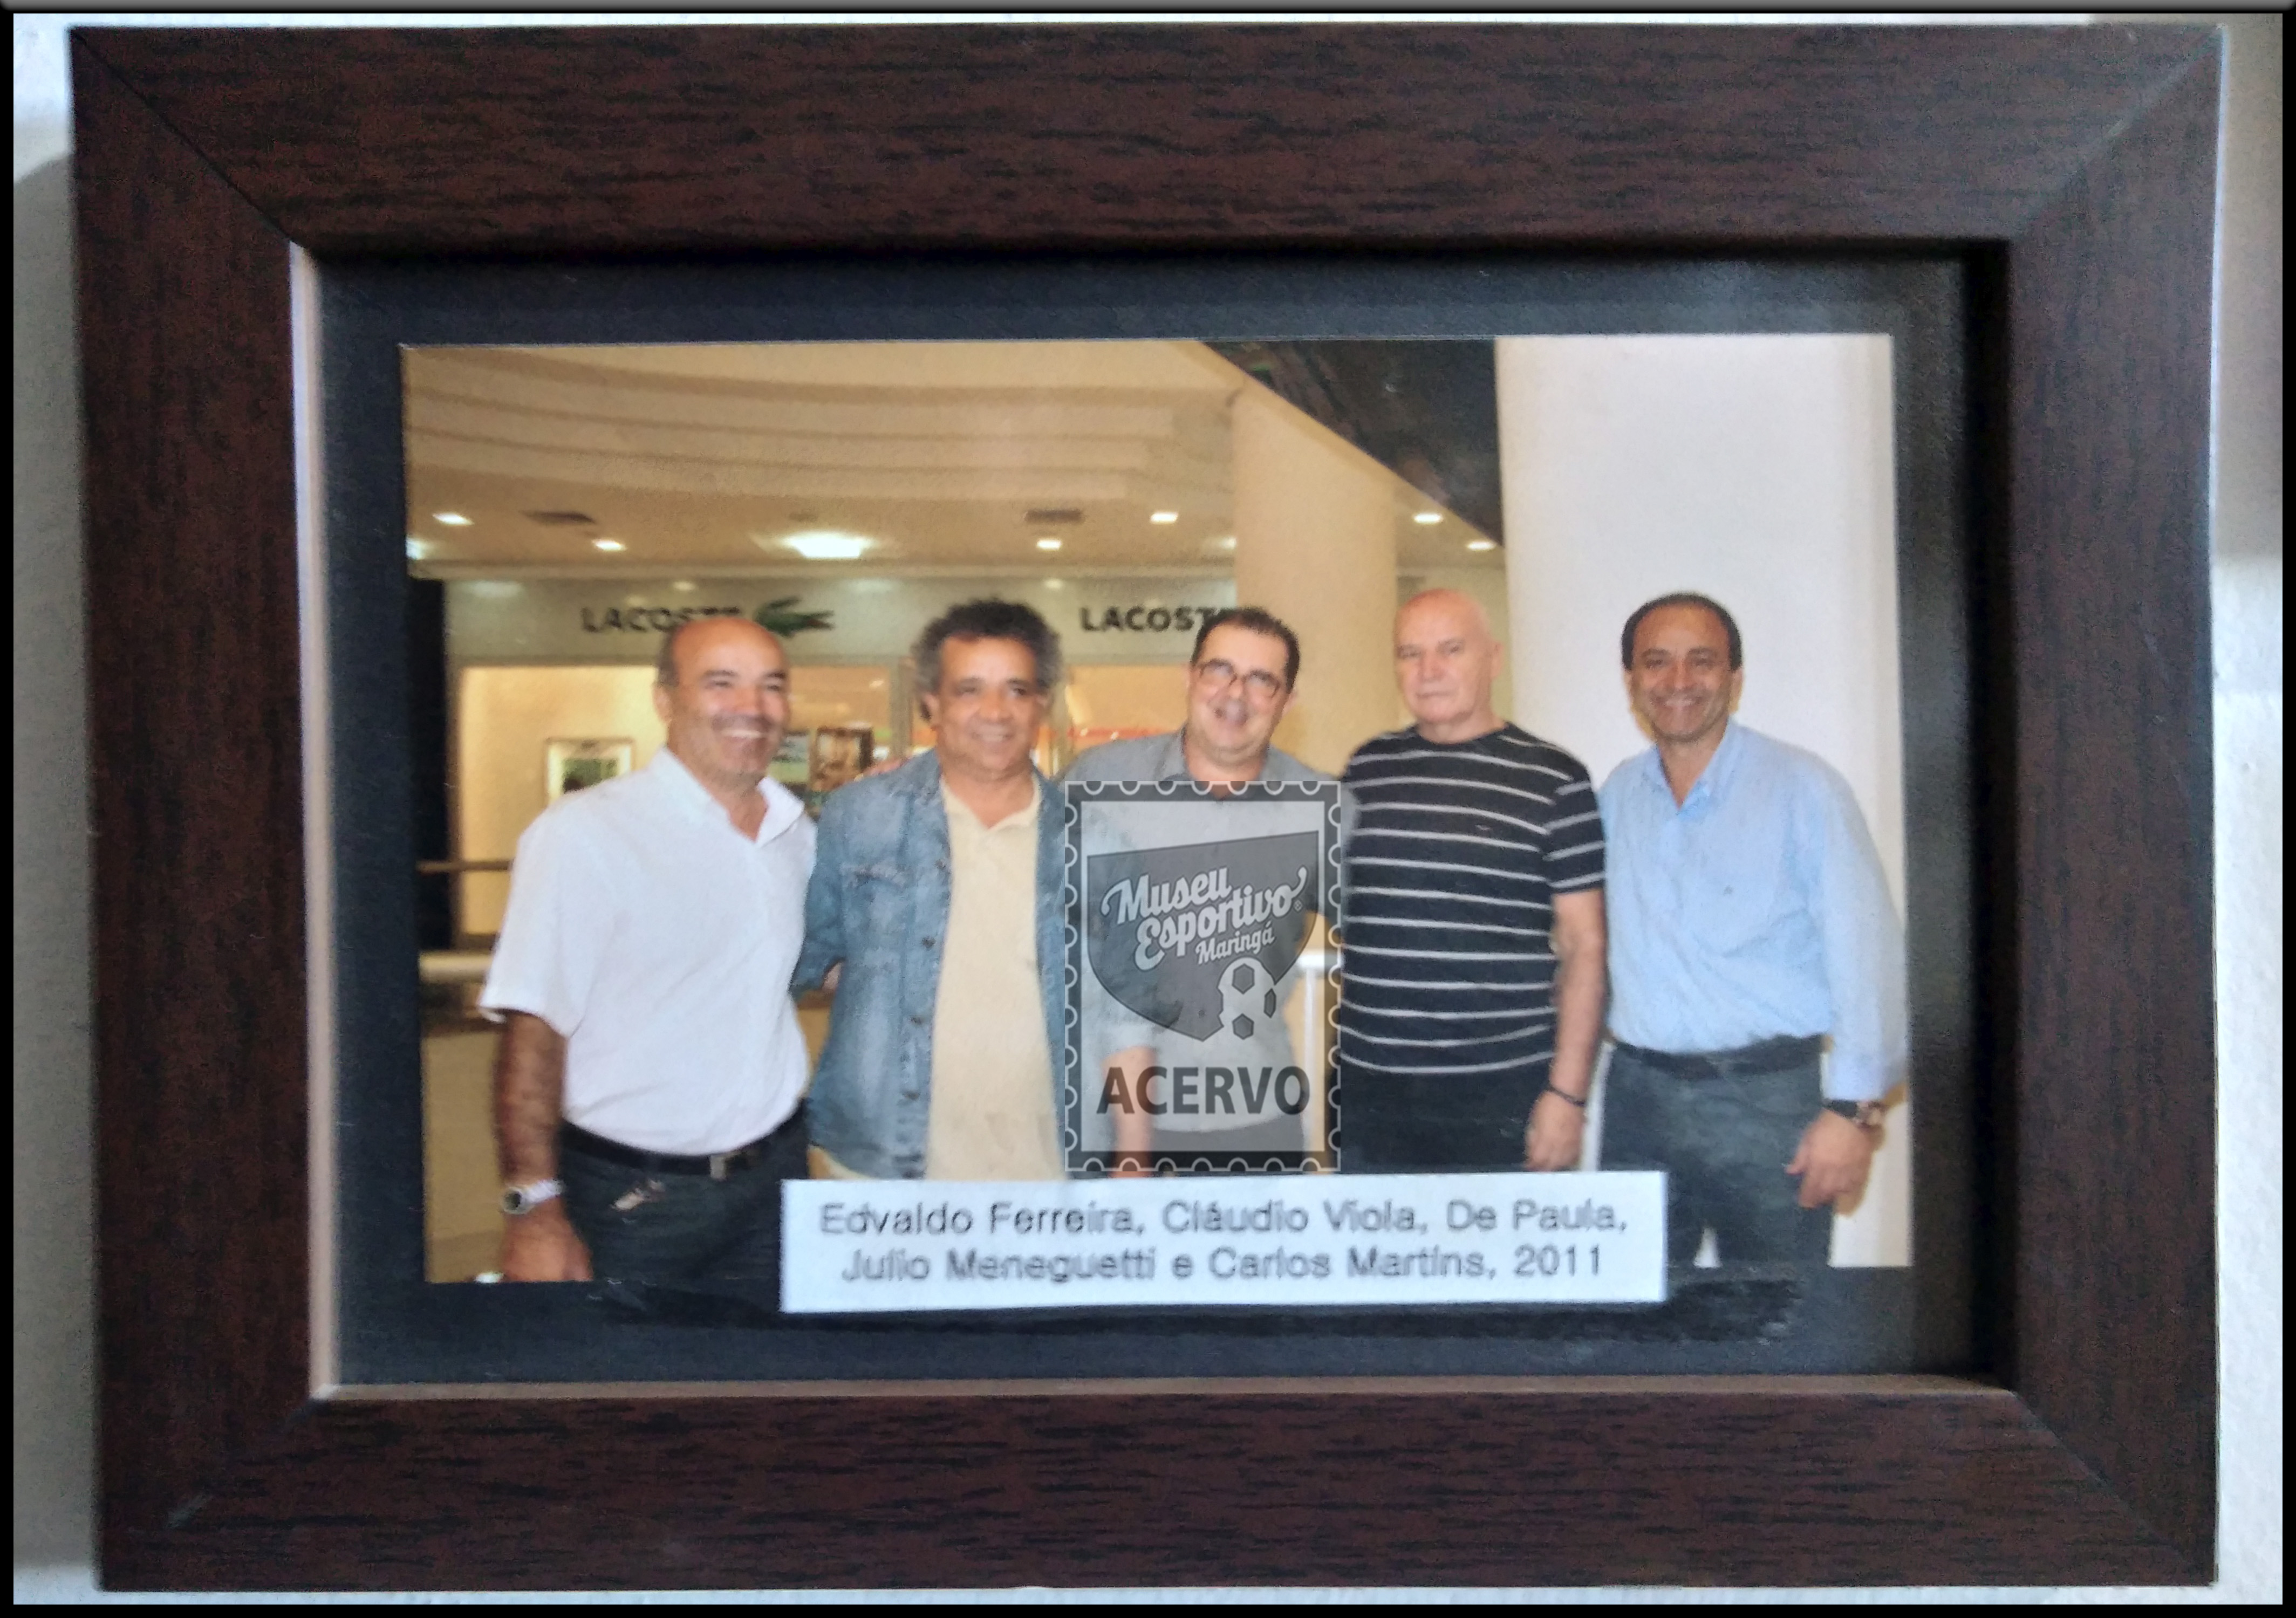 LACOSTE
LACOSTE
Museu
Esportivo
Maringá
ACERVO
Edvaldo Ferreira, Cláudio Viola, De Paula,
Julio Meneguetti e Carlos Martins, 2011